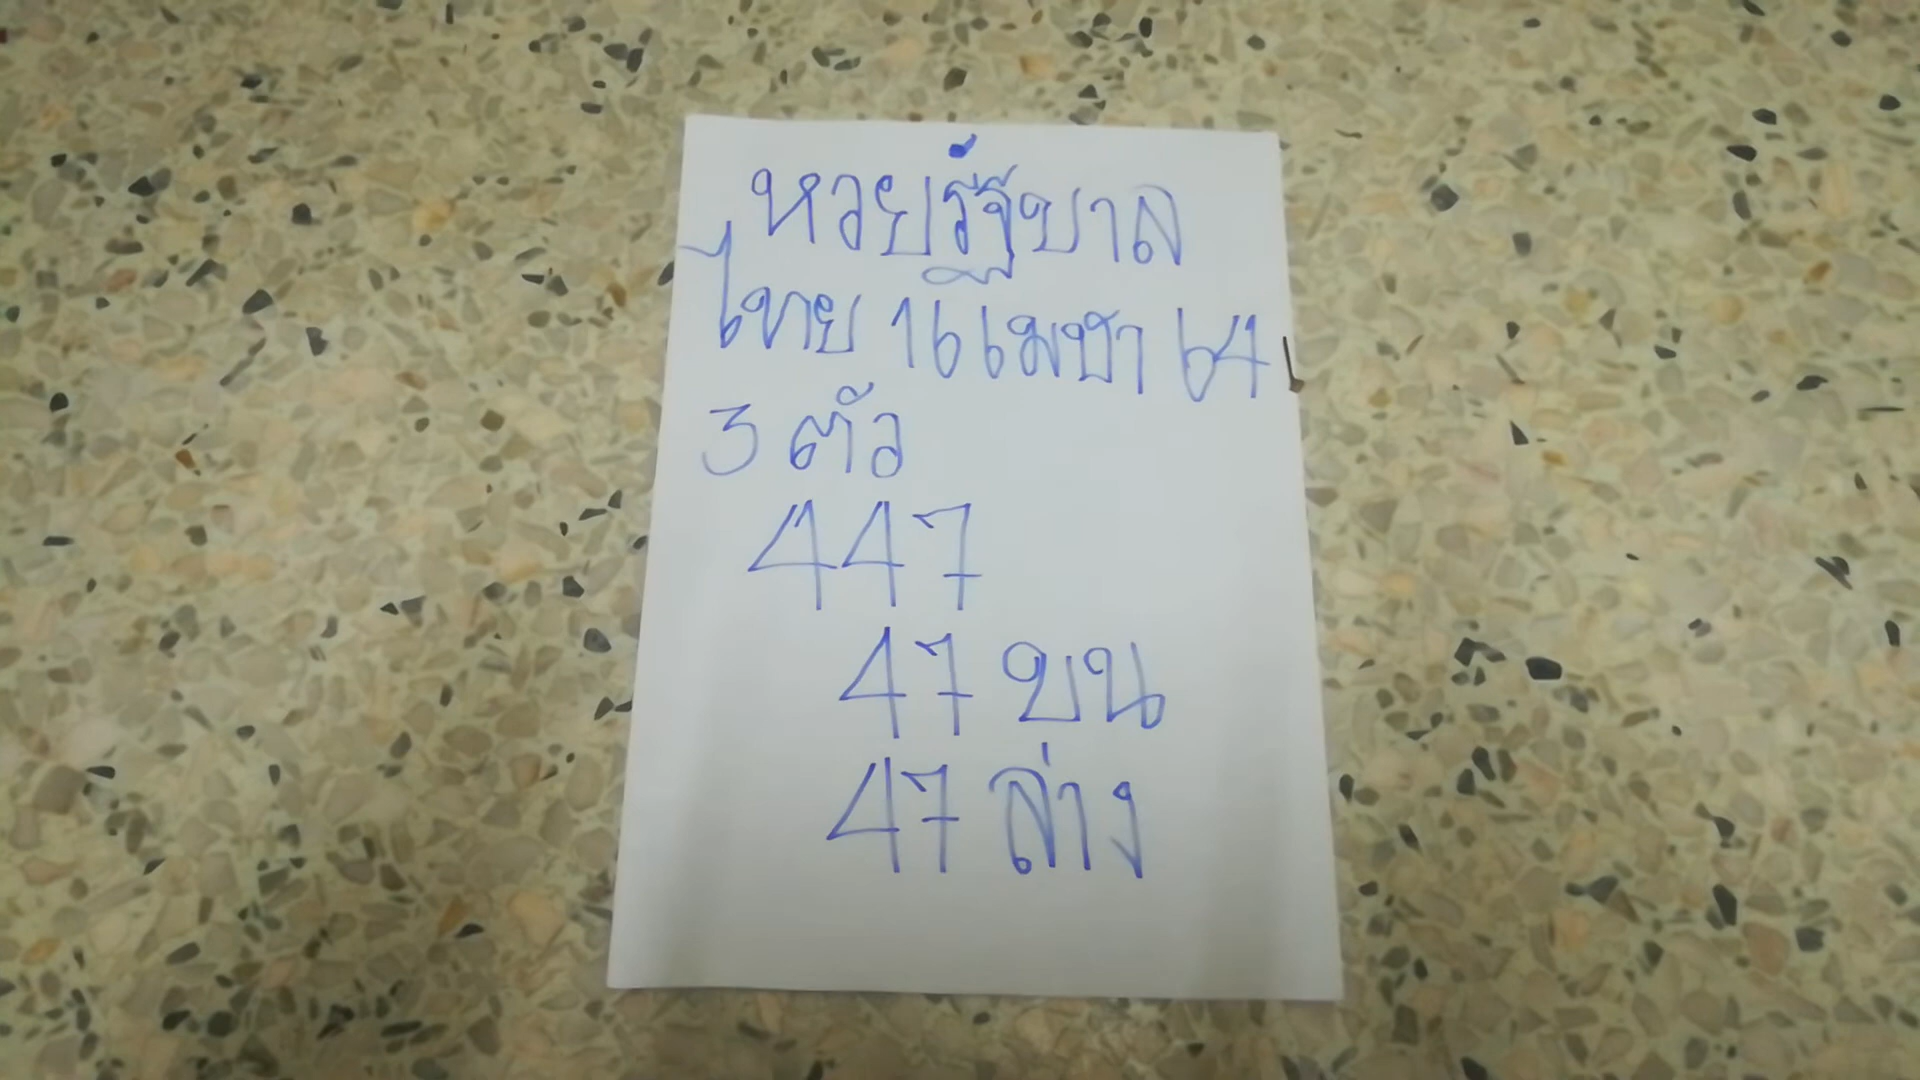 หวยรัฐบาล
ไทย 16 เมษา 64
3 ตัว
447
47 บน
47 ล่าง